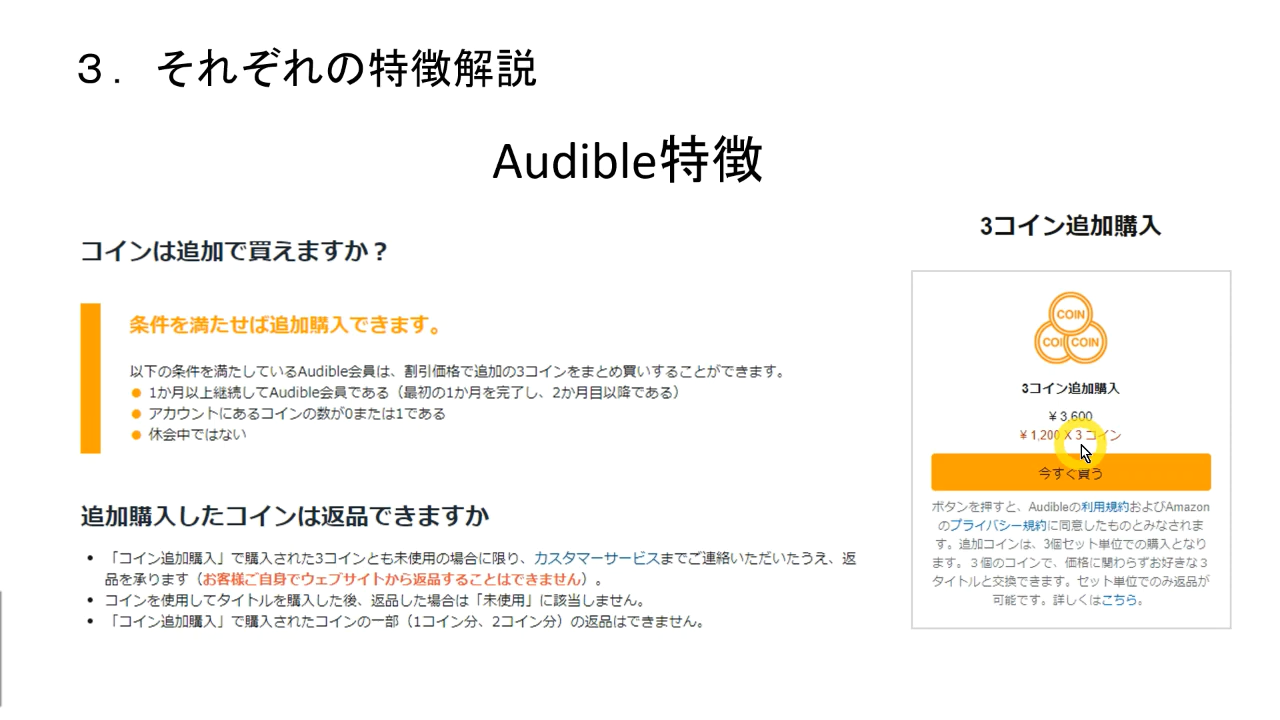 ３．それぞれの特徴解説
Audible特徴
コインは追加で買えますか？
条件を満たせば追加購入できます。
以下の条件を満たしているAudible会員は、割引価格で追加の3コインをまとめ買いすることができます。
● 1か月以上継続してAudible会員である（最初の1か月を完了し、2か月目以降である）
● アカウントにあるコインの数が0または1である
● 休会中ではない
追加購入したコインは返品できますか
• 「コイン追加購入」で購入された3コインとも未使用の場合に限り、カスタマーサービスまでご連絡いただいたうえ、返
品を承ります（お客様ご自身でウェブサイトから返品することはできません）。
• コインを使用してタイトルを購入した後、返品した場合は「未使用」に該当しません。
• 「コイン追加購入」で購入されたコインの一部（1コイン分、2コイン分）の返品はできません。
3コイン追加購入
COIN
COI COIN
3コイン追加購入
￥3,600
￥1,200 X 3 コイン
今すぐ買う
ボタンを押すと、Audibleの利用規約およびAmazon
のプライバシー規約に同意したものとみなされま
す。追加コインは、3個セット単位での購入となり
ます。３個のコインで、価格に関わらずお好きな３
タイトルと交換できます。セット単位でのみ返品が
可能です。詳しくはこちら。